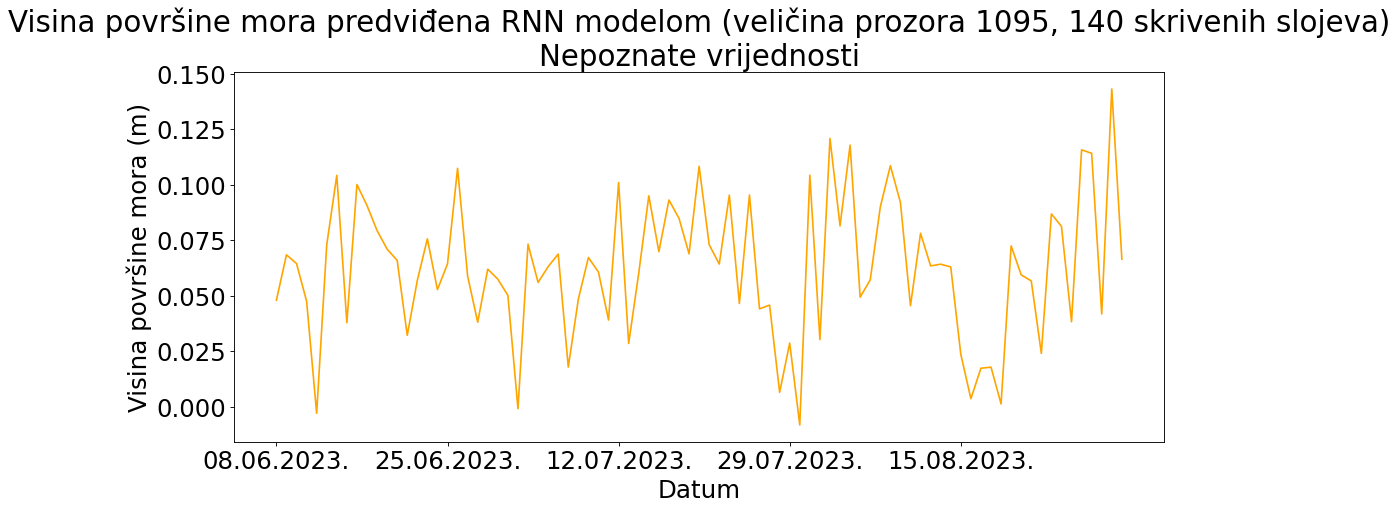 Visina površine mora predviđena RNN modelom (veličina prozora 1095, 140 skrivenih slojeva)
Nepoznate vrijednosti
Visina površine mora (m)
0.150
0.125
0.100
0.075
0.050
0.025
0.000
08.06.2023. 25.06.2023. 12.07.2023. 29.07.2023. 15.08.2023.
Datum